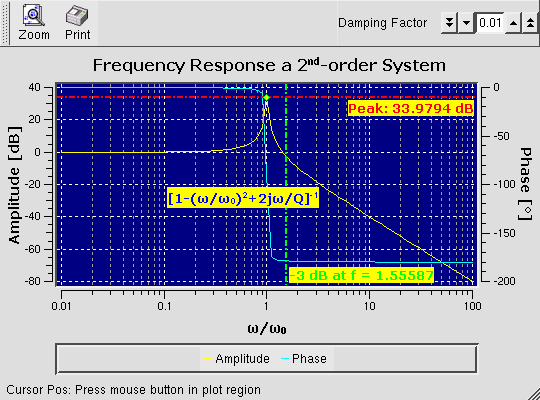 Zoom Print Damping Factor 0.01
Frequency Response a 2nd-order System
Amplitude [dB]
40
20
0
-20
-40
-60
-80
Peak: 33.9794 dB
[1-(ω/ω₀)²+2jω/Q]⁻¹
-3 dB at f = 1.55587
0
-50
-100
-150
-200
Phase [°]
0.01 0.1 1 10 100
ω/ω₀
Amplitude Phase
Cursor Pos: Press mouse button in plot region